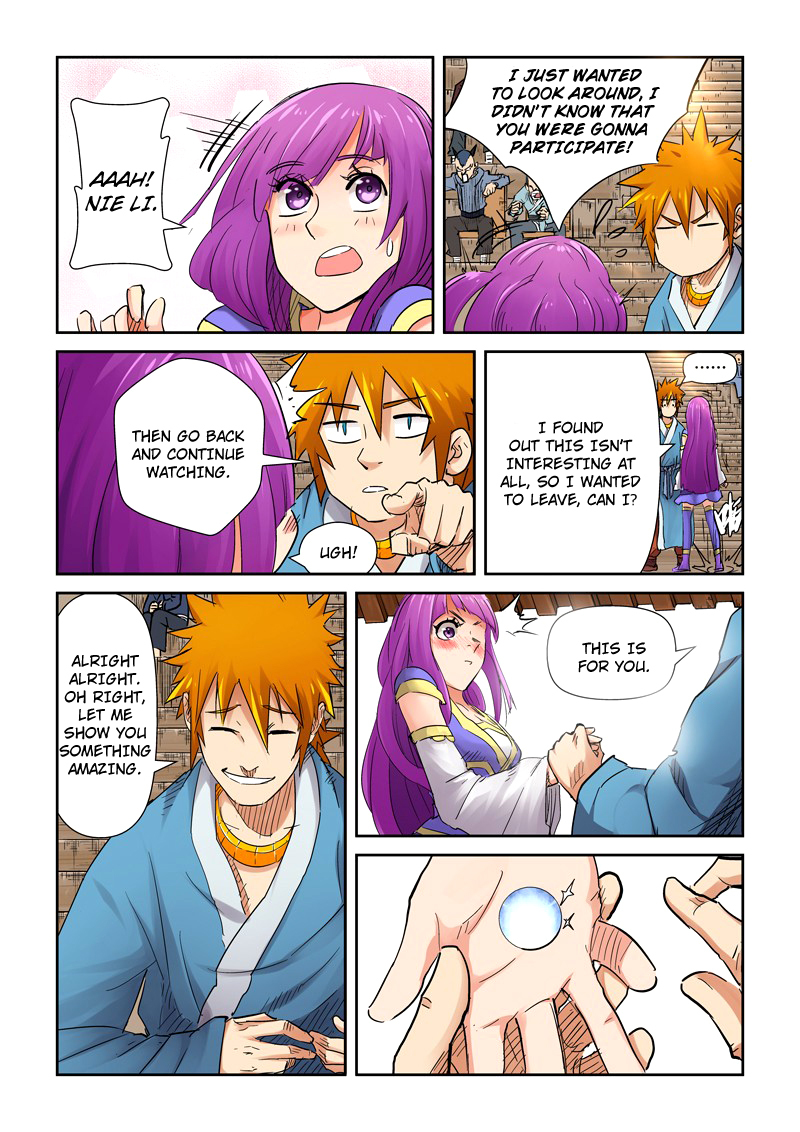 AAAH!
NIE LI.
I JUST WANTED
TO LOOK AROUND, I
DIDN'T KNOW THAT
YOU WERE GONNA
PARTICIPATE!
THEN GO BACK
AND CONTINUE
WATCHING.
UGH!
I FOUND
OUT THIS ISN'T
INTERESTING AT
ALL, SO I WANTED
TO LEAVE, CAN I?
......
ALRIGHT
ALRIGHT.
OH RIGHT,
LET ME
SHOW YOU
SOMETHING
AMAZING.
THIS IS
FOR YOU.